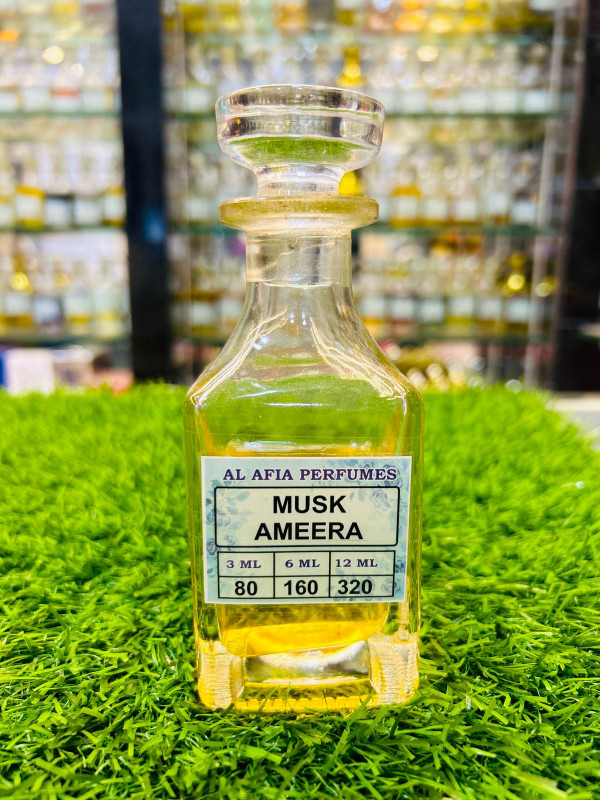 AL AFIA PERFUMES
MUSK
AMEERA
3 ML 6 ML 12 ML
80 160 320